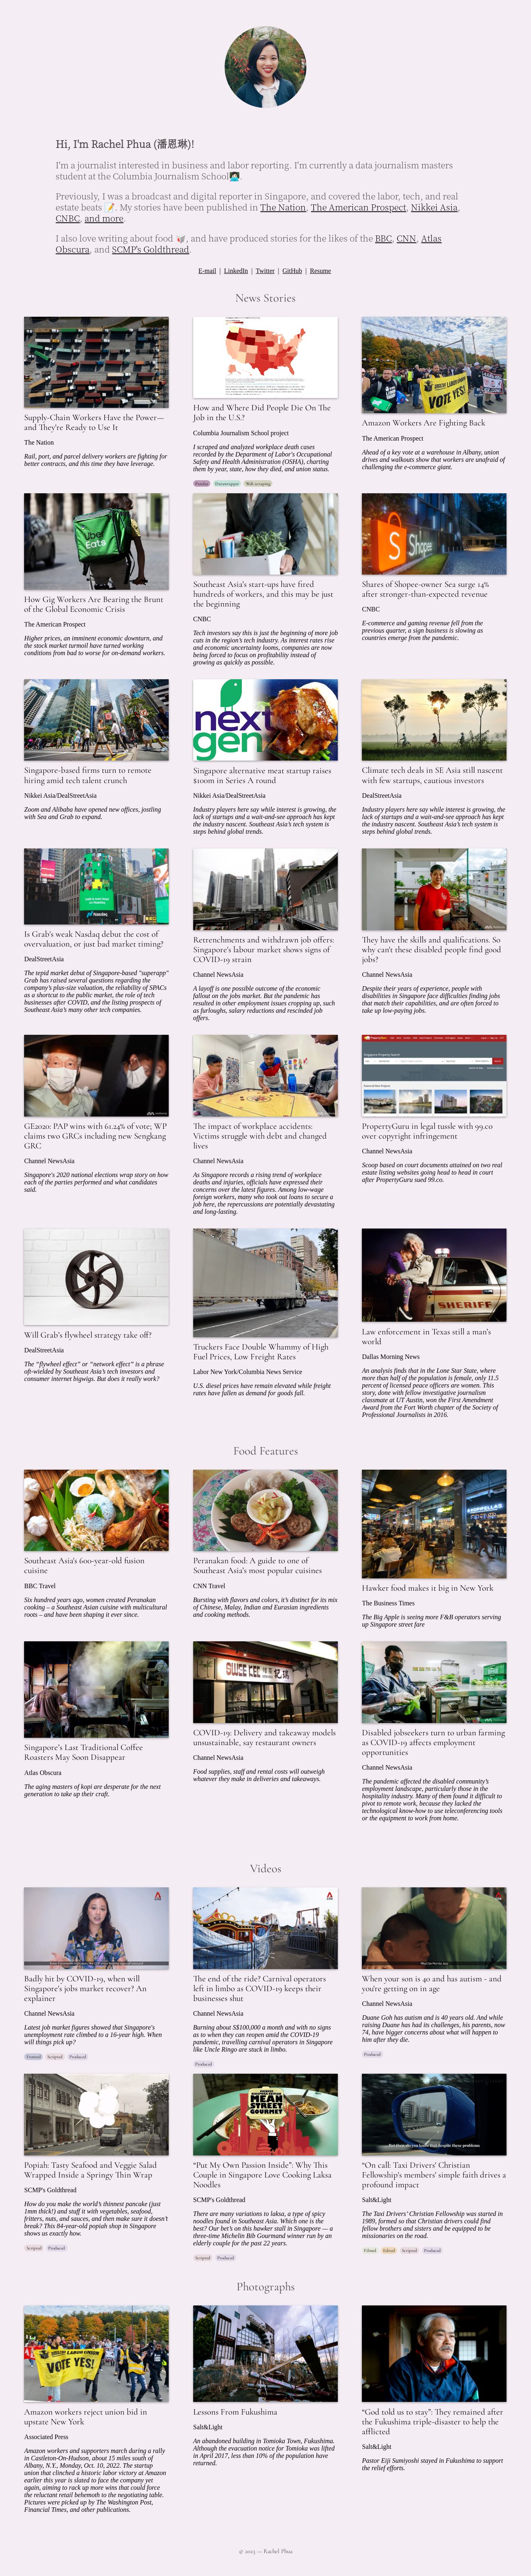 Hi, I'm Rachel Phua (潘恩琳)!
I'm a journalist interested in business and labor reporting. I'm currently a data journalism masters
student at the Columbia Journalism School👩🏻‍💻.
Previously, I was a broadcast and digital reporter in Singapore, and covered the labor, tech, and real
estate beats 📝. My stories have been published in The Nation, The American Prospect, Nikkei Asia,
CNBC, and more.
I also love writing about food 🥡, and have produced stories for the likes of the BBC, CNN, Atlas
Obscura, and SCMP's Goldthread.
E-mail | LinkedIn | Twitter | GitHub | Resume
News Stories
Supply-Chain Workers Have the Power—
and They're Ready to Use It
The Nation
Rail, port, and parcel delivery workers are fighting for
better contracts, and this time they have leverage.
How and Where Did People Die On The
Job in the U.S.?
Columbia Journalism School project
I scraped and analyzed workplace death cases
recorded by the Department of Labor's Occupational
Safety and Health Administration (OSHA), charting
them by year, state, how they died, and union status.
Pandas Datawrapper Web scraping
VOTE YES!
Amazon Workers Are Fighting Back
The American Prospect
Ahead of a key vote at a warehouse in Albany, union
drives and walkouts show that workers are unafraid of
challenging the e-commerce giant.
Uber
Eats
How Gig Workers Are Bearing the Brunt
of the Global Economic Crisis
The American Prospect
Higher prices, an imminent economic downturn, and
the stock market turmoil have turned working
conditions from bad to worse for on-demand workers.
Southeast Asia's start-ups have fired
hundreds of workers, and this may be just
the beginning
CNBC
Tech investors say this is just the beginning of more job
cuts in the region's tech industry. As interest rates rise
and economic uncertainty looms, companies are now
being forced to focus on profitability instead of
growing as quickly as possible.
Shopee
Shares of Shopee-owner Sea surge 14%
after stronger-than-expected revenue
CNBC
E-commerce and gaming revenue fell from the
previous quarter, a sign business is slowing as
countries emerge from the pandemic.
Singapore-based firms turn to remote
hiring amid tech talent crunch
Nikkei Asia/DealStreetAsia
Zoom and Alibaba have opened new offices, jostling
with Sea and Grab to expand.
next
gen
Singapore alternative meat startup raises
$100m in Series A round
Nikkei Asia/DealStreetAsia
Industry players here say while interest is growing, the
lack of startups and a wait-and-see approach has kept
the industry nascent. Southeast Asia's tech system is
steps behind global trends.
Climate tech deals in SE Asia still nascent
with few startups, cautious investors
DealStreetAsia
Industry players here say while interest is growing, the
lack of startups and a wait-and-see approach has kept
the industry nascent. Southeast Asia's tech system is
steps behind global trends.
Is Grab's weak Nasdaq debut the cost of
overvaluation, or just bad market timing?
DealStreetAsia
The tepid market debut of Singapore-based "superapp"
Grab has raised several questions regarding the
company's plus-size valuation, the reliability of SPACs
as a shortcut to the public market, the role of tech
businesses after COVID, and the listing prospects of
Southeast Asia's many other tech companies.
Retrenchments and withdrawn job offers:
Singapore's labour market shows signs of
COVID-19 strain
Channel NewsAsia
A layoff is one possible outcome of the economic
fallout on the jobs market. But the pandemic has
resulted in other employment issues cropping up, such
as furloughs, salary reductions and rescinded job
offers.
They have the skills and qualifications. So
why can't these disabled people find good
jobs?
Channel NewsAsia
Despite their years of experience, people with
disabilities in Singapore face difficulties finding jobs
that match their capabilities, and are often forced to
take up low-paying jobs.
GE2020: PAP wins with 61.24% of vote; WP
claims two GRCs including new Sengkang
GRC
Channel NewsAsia
Singapore's 2020 national elections wrap story on how
each of the parties performed and what candidates
said.
The impact of workplace accidents:
Victims struggle with debt and changed
lives
Channel NewsAsia
As Singapore records a rising trend of workplace
deaths and injuries, officials have expressed their
concerns over the latest figures. Among low-wage
foreign workers, many who took out loans to secure a
job here, the repercussions are potentially devastating
and long-lasting.
PropertyGuru in legal tussle with 99.co
over copyright infringement
Channel NewsAsia
Scoop based on court documents attained on two real
estate listing websites going head to head in court
after PropertyGuru sued 99.co.
Will Grab's flywheel strategy take off?
DealStreetAsia
The “flywheel effect” or “network effect” is a phrase
oft-wielded by Southeast Asia's tech investors and
consumer internet bigwigs. But does it really work?
Truckers Face Double Whammy of High
Fuel Prices, Low Freight Rates
Labor New York/Columbia News Service
U.S. diesel prices have remain elevated while freight
rates have fallen as demand for goods fall.
SHERIFF
Law enforcement in Texas still a man's
world
Dallas Morning News
An analysis finds that in the Lone Star State, where
more than half of the population is female, only 11.5
percent of licensed peace officers are women. This
story, done with fellow investigative journalism
classmate at UT Austin, won the First Amendment
Award from the Fort Worth chapter of the Society of
Professional Journalists in 2016.
Food Features
Southeast Asia's 600-year-old fusion
cuisine
BBC Travel
Six hundred years ago, women created Peranakan
cooking – a Southeast Asian cuisine with multicultural
roots – and have been shaping it ever since.
Peranakan food: A guide to one of
Southeast Asia's most popular cuisines
CNN Travel
Bursting with flavors and colors, it's distinct for its mix
of Chinese, Malay, Indian and Eurasian ingredients
and cooking methods.
Hawker food makes it big in New York
The Business Times
The Big Apple is seeing more F&B operators serving
up Singapore street fare
Singapore's Last Traditional Coffee
Roasters May Soon Disappear
Atlas Obscura
The aging masters of kopi are desperate for the next
generation to take up their craft.
SWEE CEE
COVID-19: Delivery and takeaway models
unsustainable, say restaurant owners
Channel NewsAsia
Food supplies, staff and rental costs will outweigh
whatever they make in deliveries and takeaways.
Disabled jobseekers turn to urban farming
as COVID-19 affects employment
opportunities
Channel NewsAsia
The pandemic affected the disabled community's
employment landscape, particularly those in the
hospitality industry. Many of them found it difficult to
pivot to remote work, because they lacked the
technological know-how to use teleconferencing tools
or the equipment to work from home.
Videos
Badly hit by COVID-19, when will
Singapore's jobs market recover? An
explainer
Channel NewsAsia
Latest job market figures showed that Singapore's
unemployment rate climbed to a 16-year high. When
will things pick up?
Scripted Produced
The end of the ride? Carnival operators
left in limbo as COVID-19 keeps their
businesses shut
Channel NewsAsia
Burning about S$100,000 a month and with no signs
as to when they can reopen amid the COVID-19
pandemic, travelling carnival operators in Singapore
like Uncle Ringo are stuck in limbo.
Produced
When your son is 40 and has autism - and
you're getting on in age
Channel NewsAsia
Duane Goh has autism and is 40 years old. And while
raising Duane has had its challenges, his parents, now
74, have bigger concerns about what will happen to
him after they die.
Produced
Popiah: Tasty Seafood and Veggie Salad
Wrapped Inside a Springy Thin Wrap
SCMP's Goldthread
How do you make the world's thinnest pancake (just
1mm thick!) and stuff it with vegetables, seafood,
fritters, nuts, and sauces, and then make sure it doesn't
break? This 84-year-old popiah shop in Singapore
shows us exactly how.
Scripted Produced
MEAN
STREET
GOURMET
“Put My Own Passion Inside”: Why This
Couple in Singapore Love Cooking Laksa
Noodles
SCMP's Goldthread
There are many variations to laksa, a type of spicy
noodles found in Southeast Asia. Which one is the
best? Our bet's on this hawker stall in Singapore — a
three-time Michelin Bib Gourmand winner run by an
elderly couple for the past 22 years.
Scripted Produced
“On call: Taxi Drivers' Christian
Fellowship's members' simple faith drives a
profound impact
Salt&Light
The Taxi Drivers' Christian Fellowship was started in
1989, formed so that Christian drivers could find
fellow brothers and sisters and be equipped to be
missionaries on the road.
Filmed Edited Scripted Produced
Photographs
VOTE YES!
Amazon workers reject union bid in
upstate New York
Associated Press
Amazon workers and supporters march during a rally
in Castleton-On-Hudson, about 15 miles south of
Albany, N.Y., Monday, Oct. 10, 2022. The startup
union that clinched a historic labor victory at Amazon
earlier this year is slated to face the company yet
again, aiming to rack up more wins that could force
the reluctant retail behemoth to the negotiating table.
Pictures were picked up by The Washington Post,
Financial Times, and other publications.
Lessons From Fukushima
Salt&Light
An abandoned building in Tomioka Town, Fukushima.
Although the evacuation notice for Tomioka was lifted
in April 2017, less than 10% of the population have
returned.
“God told us to stay”: They remained after
the Fukushima triple-disaster to help the
afflicted
Salt&Light
Pastor Eiji Sumiyoshi stayed in Fukushima to support
the relief efforts.
© 2023 — Rachel Phua